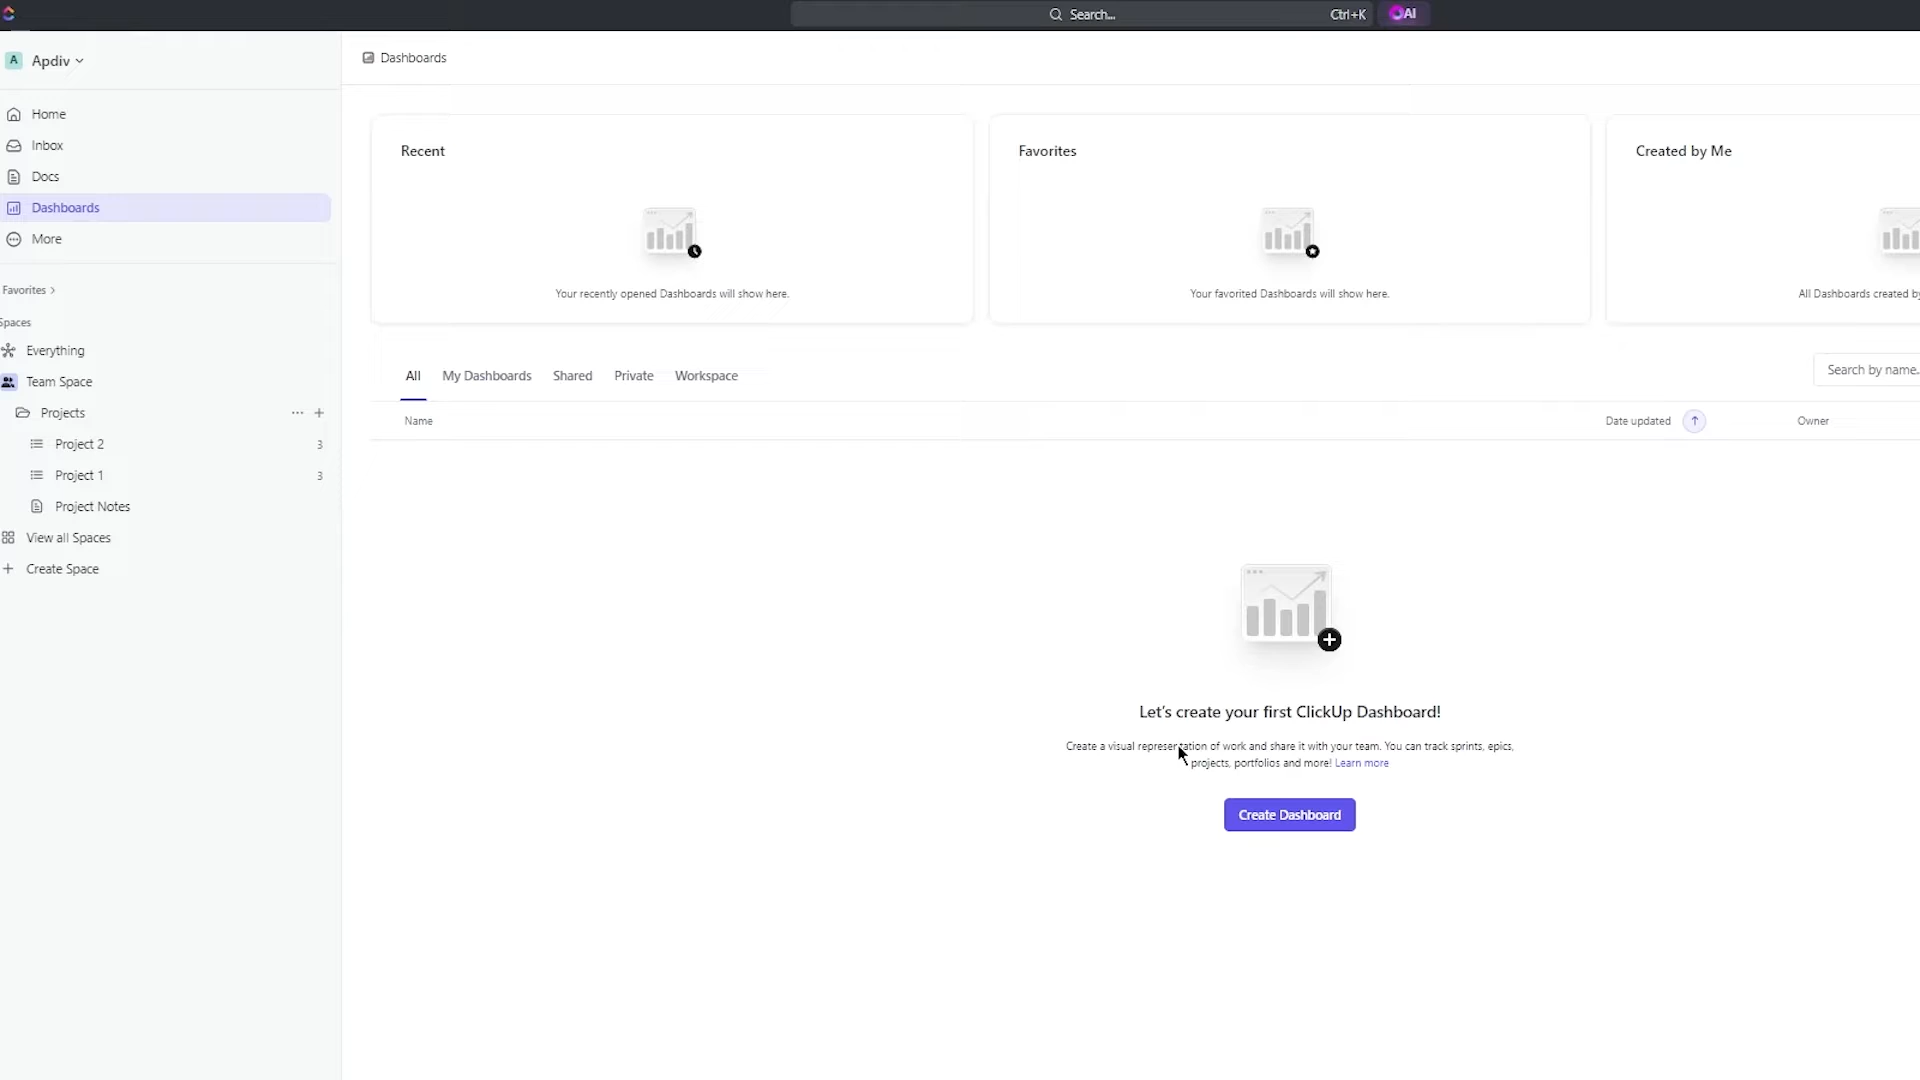 Search...
Ctrl+K
AI
A
Apdiv
Dashboards
Home
Inbox
Docs
Dashboards
More
Favorites
Spaces
Everything
Team Space
Projects
Project 2
3
Project 1
3
Project Notes
View all Spaces
Create Space
Recent
Your recently opened Dashboards will show here.
Favorites
Your favorited Dashboards will show here.
Created by Me
All Dashboards created by
All
My Dashboards
Shared
Private
Workspace
Search by name.
Name
Date updated
Owner
Let's create your first ClickUp Dashboard!
Create a visual representation of work and share it with your team. You can track sprints, epics,
projects, portfolios and more! Learn more
Create Dashboard